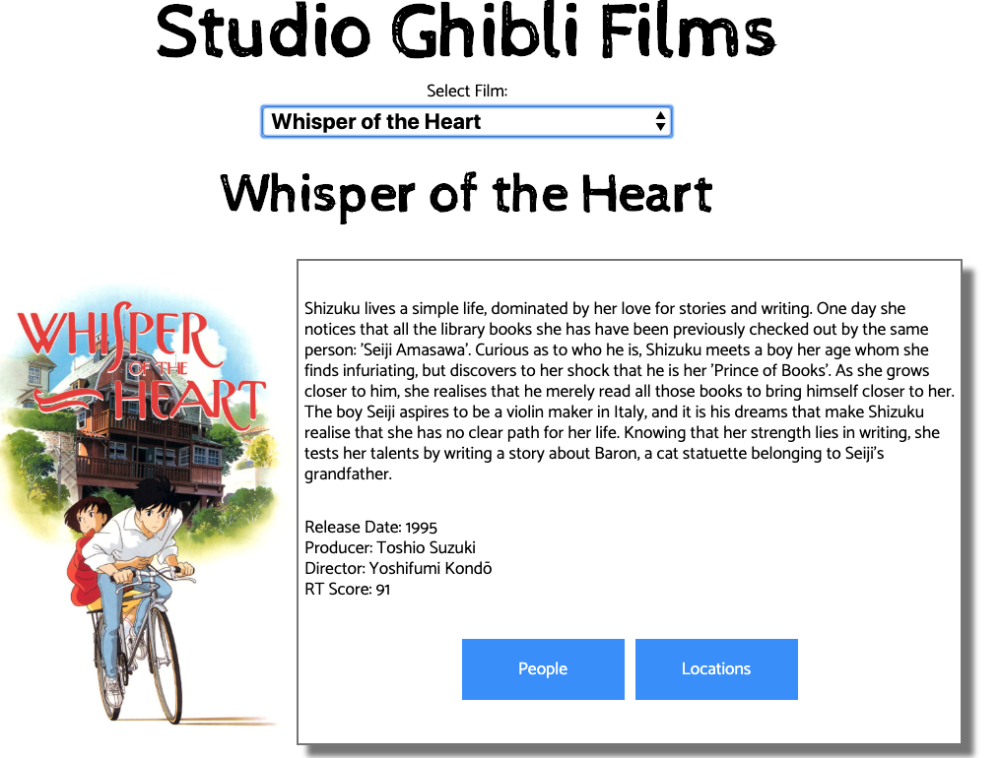 Studio Ghibli Films
Select Film:
Whisper of the Heart
Whisper of the Heart
WHISPER
OF THE
HEART
Shizuku lives a simple life, dominated by her love for stories and writing. One day she
notices that all the library books she has have been previously checked out by the same
person: 'Seiji Amasawa'. Curious as to who he is, Shizuku meets a boy her age whom she
finds infuriating, but discovers to her shock that he is her 'Prince of Books'. As she grows
closer to him, she realises that he merely read all those books to bring himself closer to her.
The boy Seiji aspires to be a violin maker in Italy, and it is his dreams that make Shizuku
realise that she has no clear path for her life. Knowing that her strength lies in writing, she
tests her talents by writing a story about Baron, a cat statuette belonging to Seiji's
grandfather.
Release Date: 1995
Producer: Toshio Suzuki
Director: Yoshifumi Kondō
RT Score: 91
People
Locations